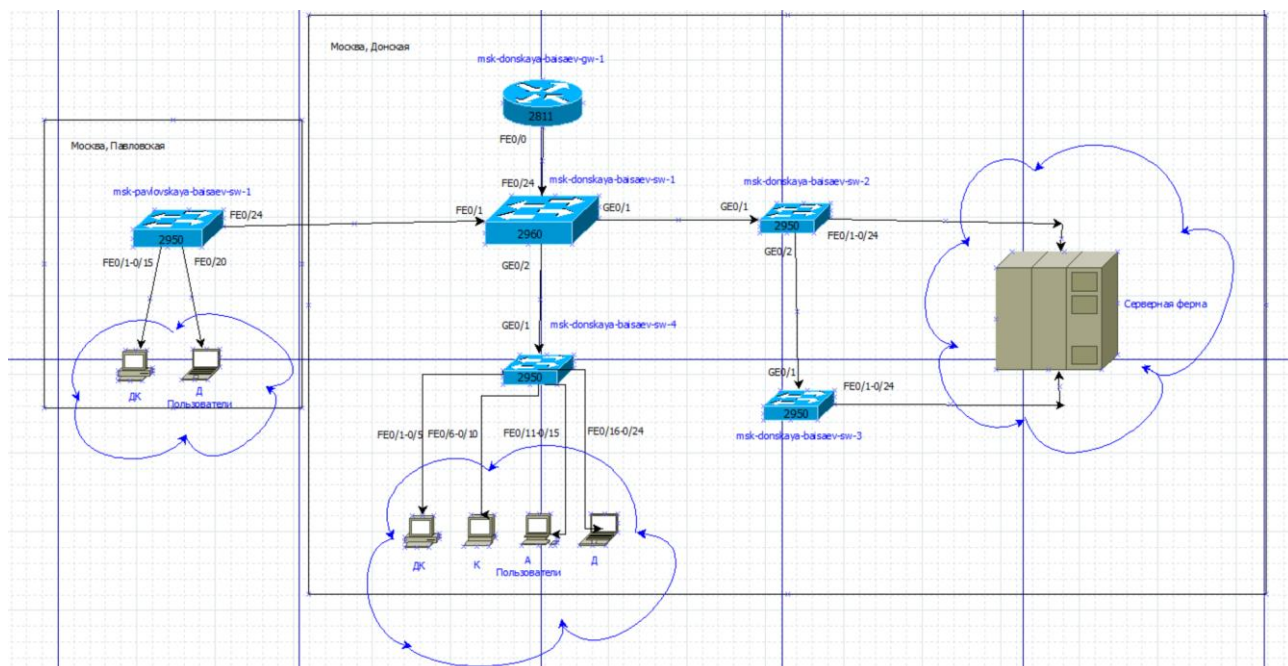 Москва, Донская
msk-donskaya-baisaev-gw-1
2811
FE0/0
Москва, Павловская
msk-pavlovskaya-baisaev-sw-1
FE0/24
2950
FE0/1-0/15
FE0/20
ДК
Д
Пользователи
FE0/24
msk-donskaya-baisaev-sw-1
FE0/1
GE0/1
2960
GE0/2
GE0/1
msk-donskaya-baisaev-sw-2
2950
FE0/1-0/24
GE0/2
Серверная ферма
GE0/1
msk-donskaya-baisaev-sw-4
2950
GE0/1
FE0/1-0/24
2950
msk-donskaya-baisaev-sw-3
FE0/1-0/5
FE0/6-0/10
FE0/11-0/15
FE0/16-0/24
ДК
К
А
Д
Пользователи